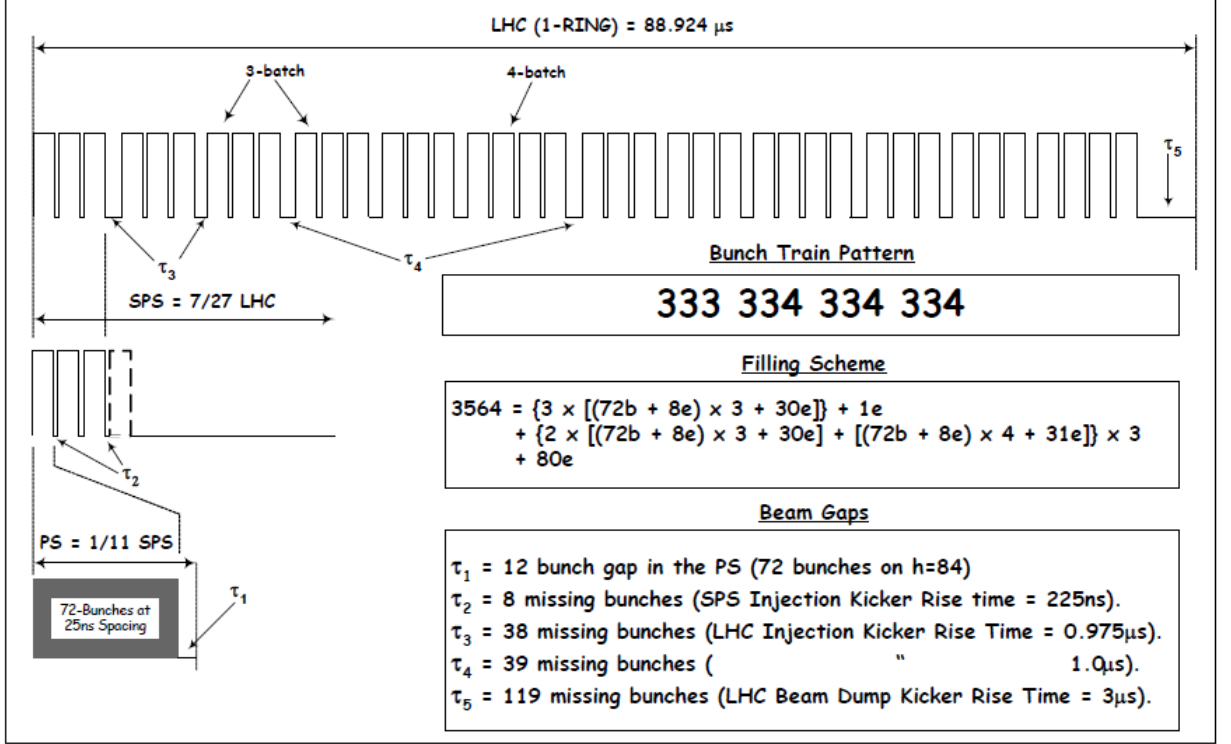 LHC (1-RING) = 88.924 μs
3-batch
4-batch
τ5
τ3
τ4
SPS = 7/27 LHC
Bunch Train Pattern
333 334 334 334
Filling Scheme
3564 = {3 x [(72b + 8e) x 3 + 30e]} + 1e
+ {2 x [(72b + 8e) x 3 + 30e] + [(72b + 8e) x 4 + 31e]} x 3
+ 80e
τ2
PS = 1/11 SPS
72-Bunches at
25ns Spacing
τ1
Beam Gaps
τ1 = 12 bunch gap in the PS (72 bunches on h=84)
τ2 = 8 missing bunches (SPS Injection Kicker Rise time = 225ns).
τ3 = 38 missing bunches (LHC Injection Kicker Rise Time = 0.975μs).
τ4 = 39 missing bunches ( " 1.0μs).
τ5 = 119 missing bunches (LHC Beam Dump Kicker Rise Time = 3μs).